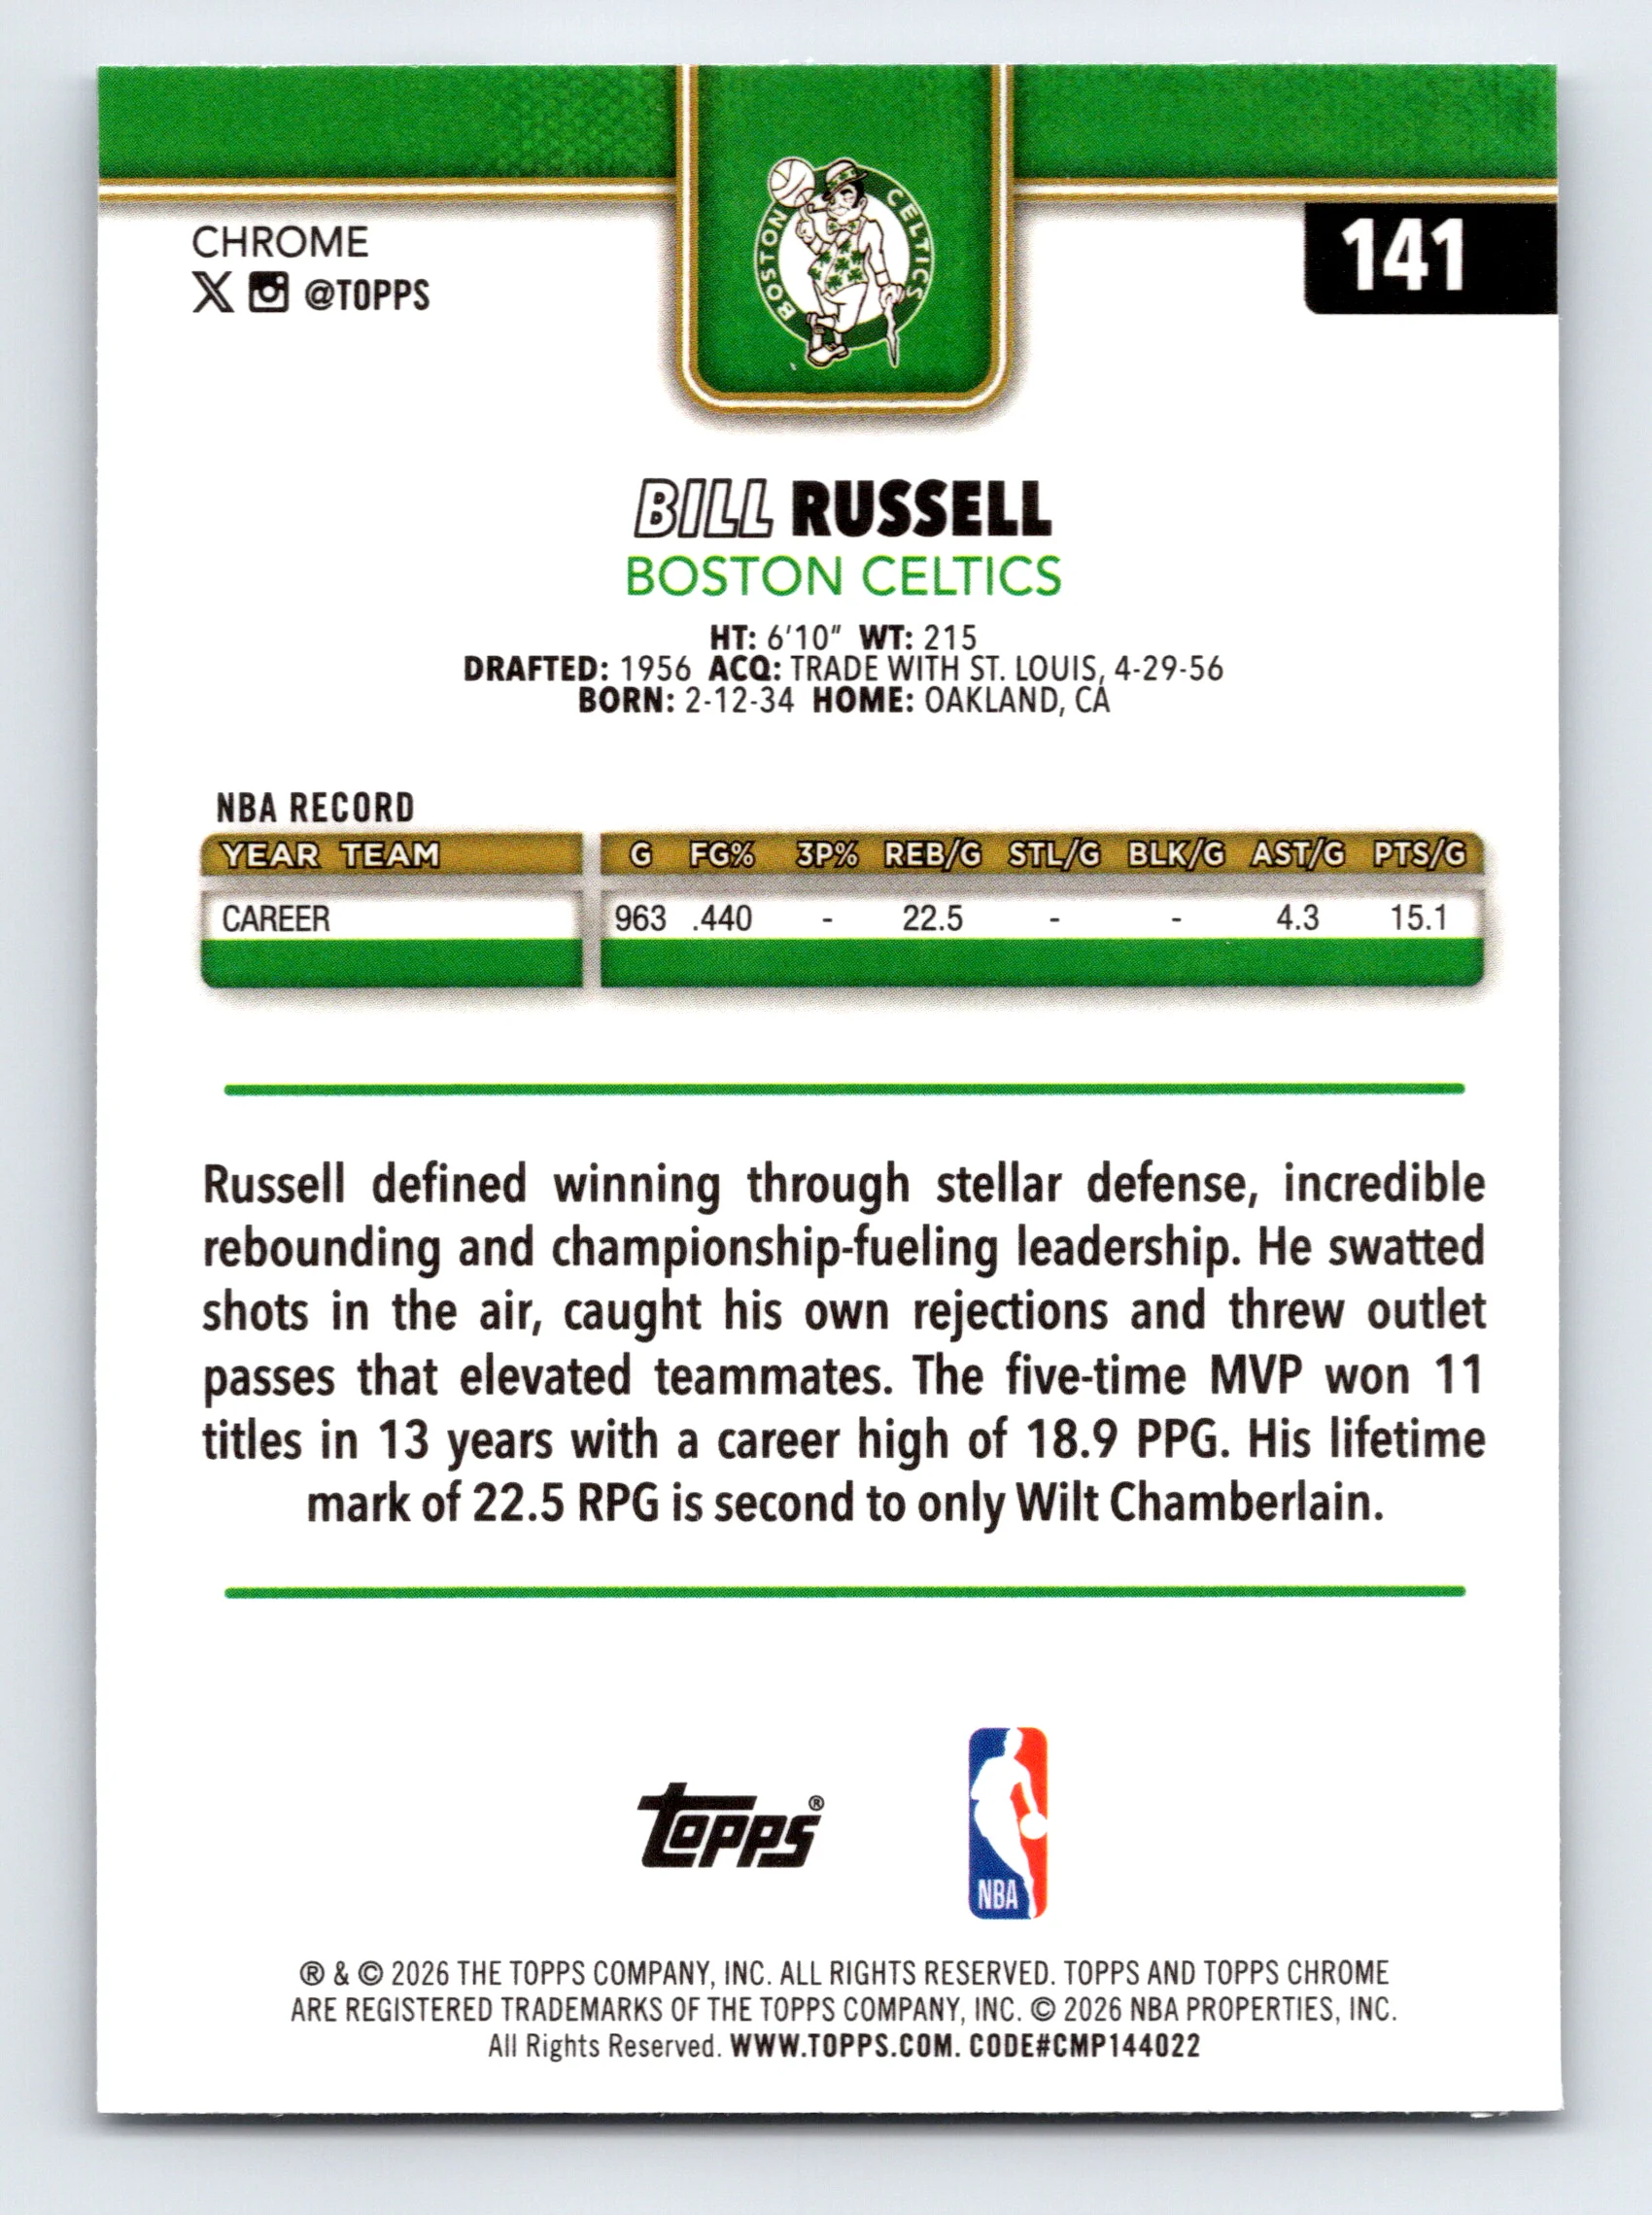 BOSTON CELTICS
CHROME
@TOPPS
141
BILL RUSSELL
BOSTON CELTICS
HT: 6'10" WT: 215
DRAFTED: 1956 ACQ: TRADE WITH ST. LOUIS, 4-29-56
BORN: 2-12-34 HOME: OAKLAND, CA
NBA RECORD
YEAR TEAM G FG% 3P% REB/G STL/G BLK/G AST/G PTS/G
CAREER 963 .440 - 22.5 - - 4.3 15.1
Russell defined winning through stellar defense, incredible
rebounding and championship-fueling leadership. He swatted
shots in the air, caught his own rejections and threw outlet
passes that elevated teammates. The five-time MVP won 11
titles in 13 years with a career high of 18.9 PPG. His lifetime
mark of 22.5 RPG is second to only Wilt Chamberlain.
topps®
NBA
® & © 2026 THE TOPPS COMPANY, INC. ALL RIGHTS RESERVED. TOPPS AND TOPPS CHROME
ARE REGISTERED TRADEMARKS OF THE TOPPS COMPANY, INC. © 2026 NBA PROPERTIES, INC.
All Rights Reserved. WWW.TOPPS.COM. CODE#CMP144022